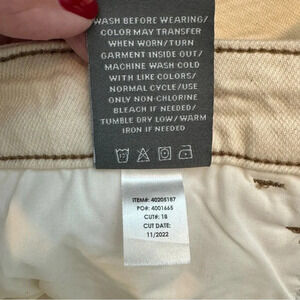 WASH BEFORE WEARING/
COLOR MAY TRANSFER
WHEN WORN/TURN
GARMENT INSIDE OUT/
MACHINE WASH COLD
WITH LIKE COLORS/
NORMAL CYCLE/USE
ONLY NON-CHLORINE
BLEACH IF NEEDED/
TUMBLE DRY LOW/WARM
IRON IF NEEDED
ITEM#: 40205187
PO#: 4001665
CUT#: 18
CUT DATE:
11/2022